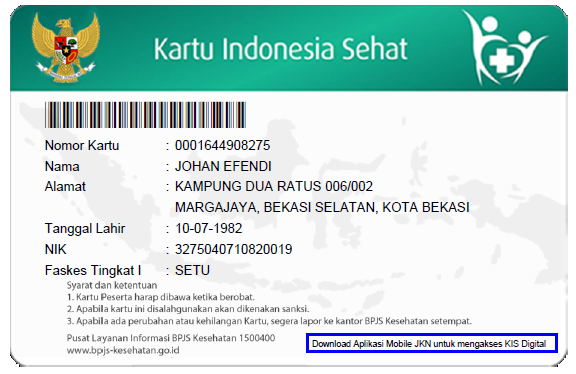 Kartu Indonesia Sehat
Nomor Kartu : 0001644908275
Nama : JOHAN EFENDI
Alamat : KAMPUNG DUA RATUS 006/002
MARGAJAYA, BEKASI SELATAN, KOTA BEKASI
Tanggal Lahir : 10-07-1982
NIK : 3275040710820019
Faskes Tingkat I : SETU
Syarat dan ketentuan
1. Kartu Peserta harap dibawa ketika berobat.
2. Apabila kartu ini disalahgunakan akan dikenakan sanksi.
3. Apabila ada perubahan atau kehilangan Kartu, segera lapor ke kantor BPJS Kesehatan setempat.
Pusat Layanan Informasi BPJS Kesehatan 1500400
www.bpjs-kesehatan.go.id
Download Aplikasi Mobile JKN untuk mengakses KIS Digital